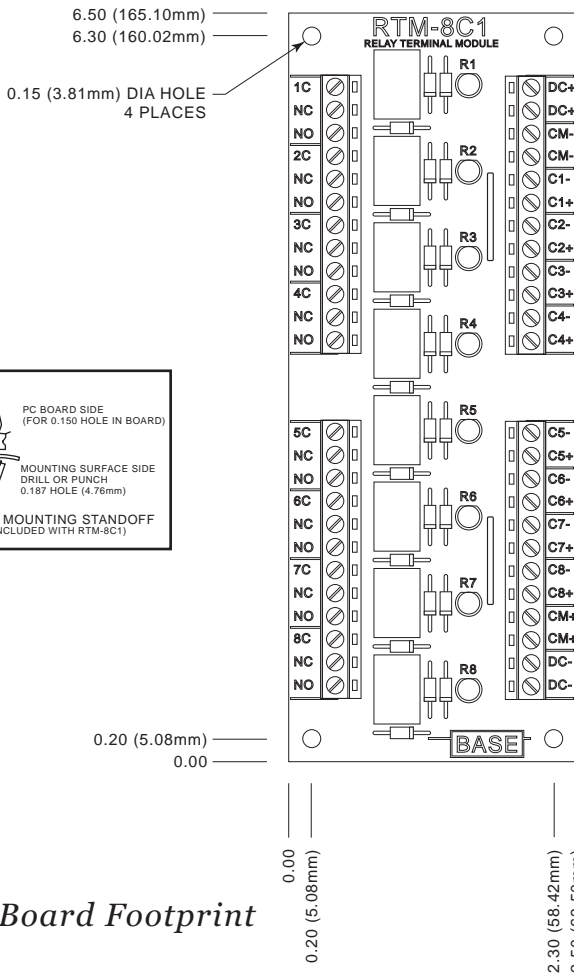 6.50 (165.10mm)
6.30 (160.02mm)
0.15 (3.81mm) DIA HOLE
4 PLACES
RTM-8C1
RELAY TERMINAL MODULE
R1
R2
R3
R4
R5
R6
R7
R8
1C
NC
NO
2C
NC
NO
3C
NC
NO
4C
NC
NO
5C
NC
NO
6C
NC
NO
7C
NC
NO
8C
NC
NO
DC+
DC+
CM-
CM-
C1-
C1+
C2-
C2+
C3-
C3+
C4-
C4+
C5-
C5+
C6-
C6+
C7-
C7+
C8-
C8+
CM+
CM+
DC-
DC-
BASE
PC BOARD SIDE
(FOR 0.150 HOLE IN BOARD)
MOUNTING SURFACE SIDE
DRILL OR PUNCH
0.187 HOLE (4.76mm)
MOUNTING STANDOFF
WITH RTM-8C1)
0.20 (5.08mm)
0.00
0.00
0.20 (5.08mm)
2.30 (58.42mm)
Board Footprint